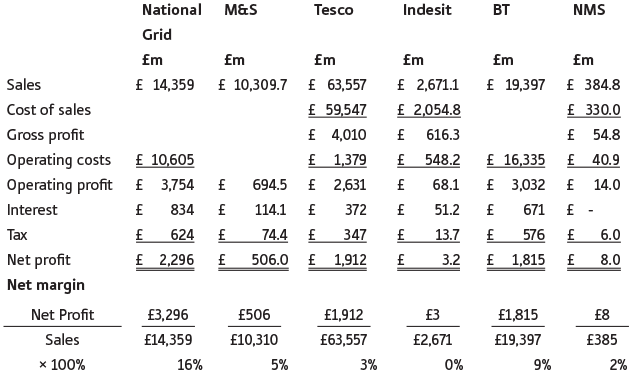 National M&S Tesco Indesit BT NMS
Grid
£m £m £m £m £m £m
Sales £ 14,359 £ 10,309.7 £ 63,557 £ 2,671.1 £ 19,397 £ 384.8
Cost of sales £ 59,547 £ 2,054.8 £ 330.0
Gross profit £ 4,010 £ 616.3 £ 54.8
Operating costs £ 10,605 £ 1,379 £ 548.2 £ 16,335 £ 40.9
Operating profit £ 3,754 £ 694.5 £ 2,631 £ 68.1 £ 3,032 £ 14.0
Interest £ 834 £ 114.1 £ 372 £ 51.2 £ 671 £ -
Tax £ 624 £ 74.4 £ 347 £ 13.7 £ 576 £ 6.0
Net profit £ 2,296 £ 506.0 £ 1,912 £ 3.2 £ 1,815 £ 8.0
Net margin
Net Profit £3,296 £506 £1,912 £3 £1,815 £8
Sales £14,359 £10,310 £63,557 £2,671 £19,397 £385
× 100% 16% 5% 3% 0% 9% 2%